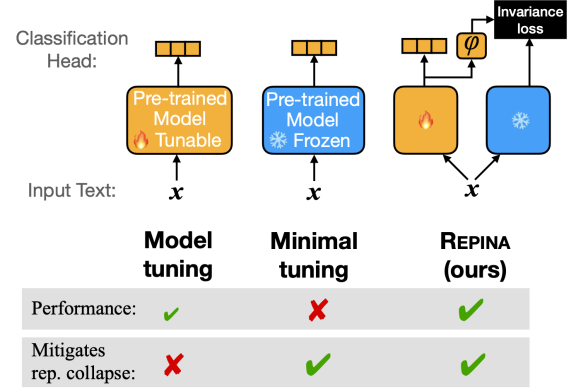 Classification
Head:
φ
Invariance
loss
Pre-trained
Model
Tunable
Pre-trained
Model
Frozen
Input Text:
x
x
x
Model
tuning
Minimal
tuning
REPINA
(ours)
Performance: ✔ ✘ ✔
Mitigates
rep. collapse: ✘ ✔ ✔